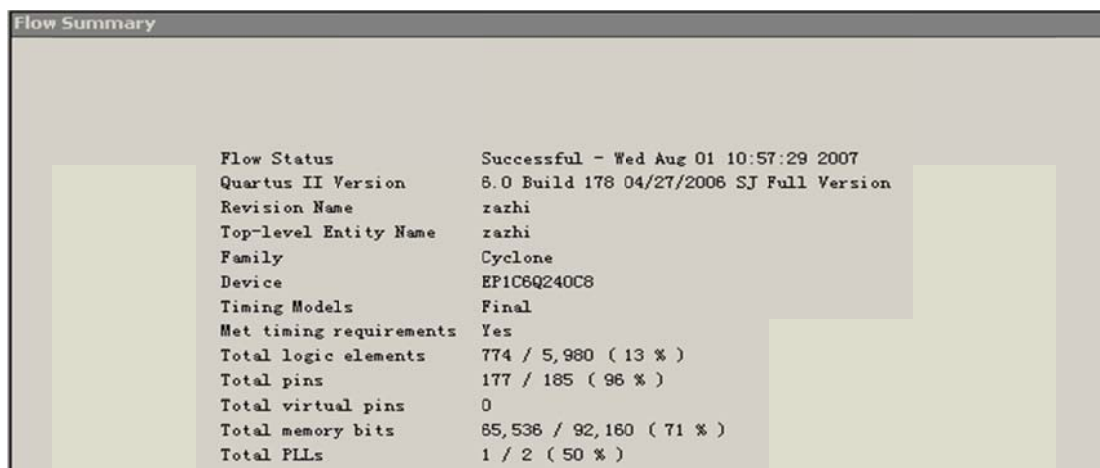 Flow Summary
Flow Status Successful - Wed Aug 01 10:57:29 2007
Quartus II Version 6.0 Build 178 04/27/2006 SJ Full Version
Revision Name zazhi
Top-level Entity Name zazhi
Family Cyclone
Device EP1C6Q240C8
Timing Models Final
Met timing requirements Yes
Total logic elements 774 / 5,980 ( 13 % )
Total pins 177 / 185 ( 96 % )
Total virtual pins 0
Total memory bits 65,536 / 92,160 ( 71 % )
Total PLLs 1 / 2 ( 50 % )